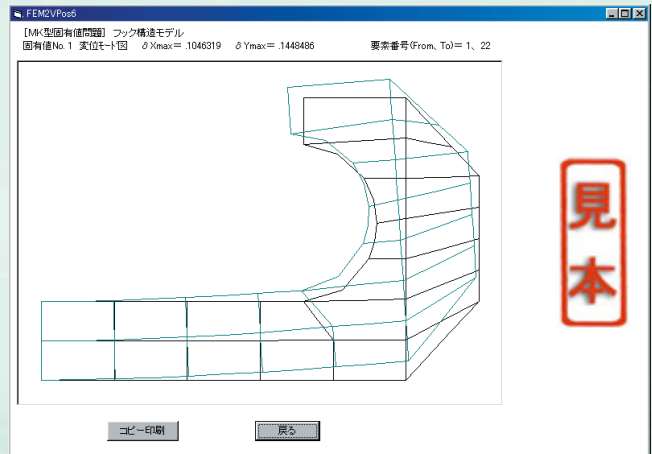 FEM2VPos6
［MK型固有値問題］ フック構造モデル
固有値No. 1 変位モード図 δXmax＝ .1046319 δYmax＝ .1448486 要素番号(From、To)＝ 1、 22
見本
コピー印刷 戻る